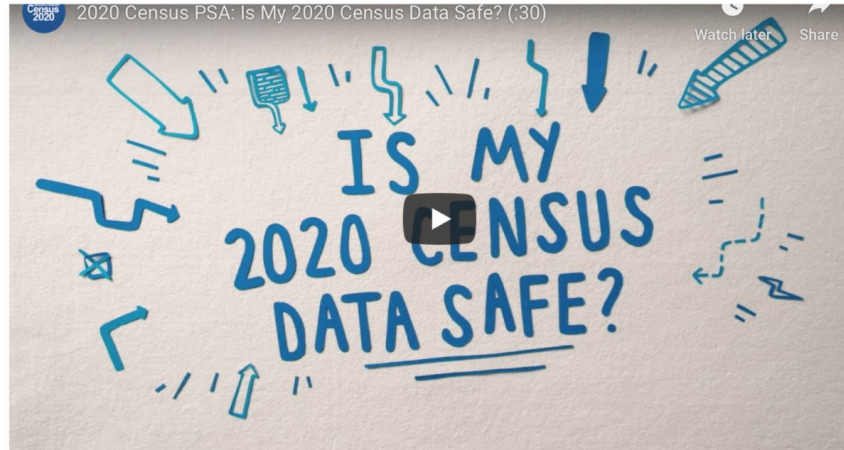 Census
2020
2020 Census PSA: Is My 2020 Census Data Safe? (:30)
Watch later
Share
IS MY
2020 CENSUS
DATA SAFE?